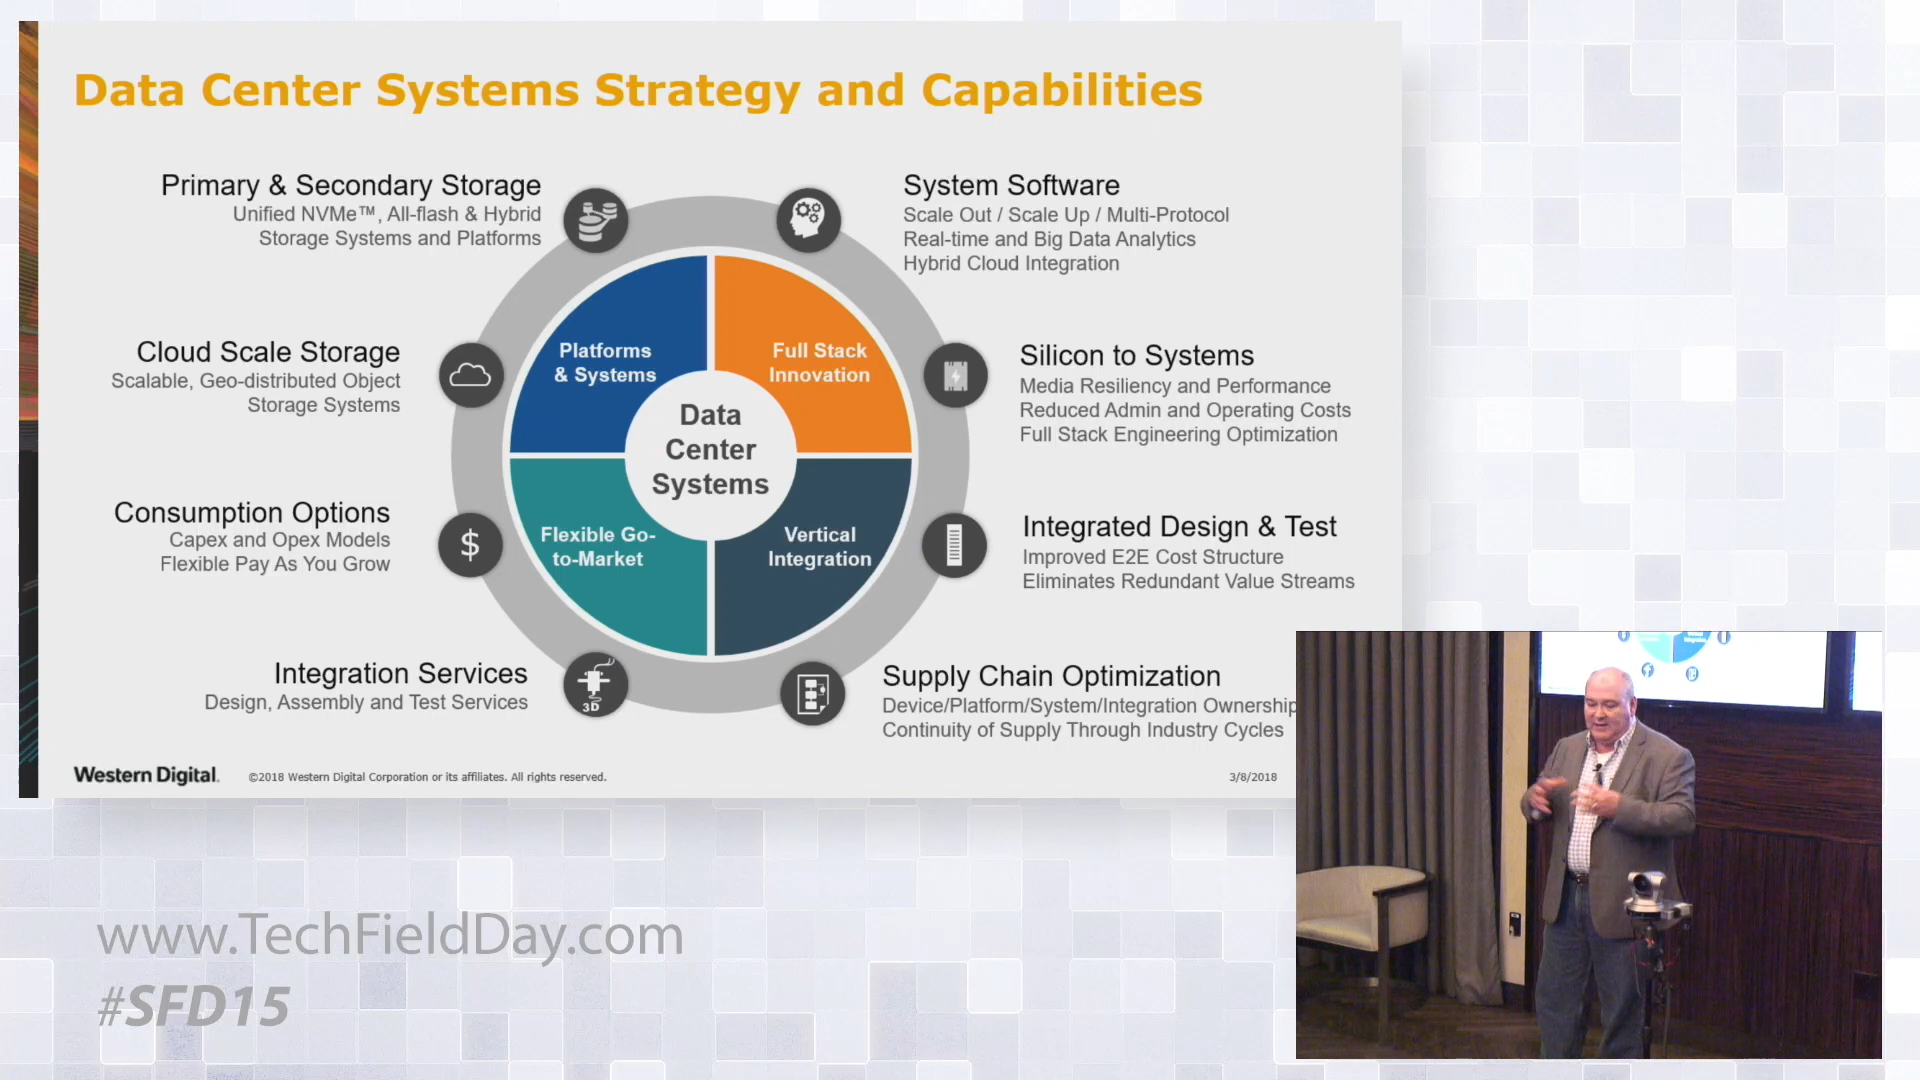 Data Center Systems Strategy and Capabilities
Primary & Secondary Storage
Unified NVMe™, All-flash & Hybrid
Storage Systems and Platforms
System Software
Scale Out / Scale Up / Multi-Protocol
Real-time and Big Data Analytics
Hybrid Cloud Integration
Cloud Scale Storage
Scalable, Geo-distributed Object
Storage Systems
Silicon to Systems
Media Resiliency and Performance
Reduced Admin and Operating Costs
Full Stack Engineering Optimization
Platforms
& Systems
Full Stack
Innovation
Data
Center
Systems
Flexible Go-
to-Market
Vertical
Integration
Consumption Options
Capex and Opex Models
Flexible Pay As You Grow
$
Integrated Design & Test
Improved E2E Cost Structure
Eliminates Redundant Value Streams
Integration Services
Design, Assembly and Test Services
3D
Supply Chain Optimization
Device/Platform/System/Integration Ownership
Continuity of Supply Through Industry Cycles
Western Digital.
©2018 Western Digital Corporation or its affiliates. All rights reserved.
3/8/2018
www.TechFieldDay.com
#SFD15